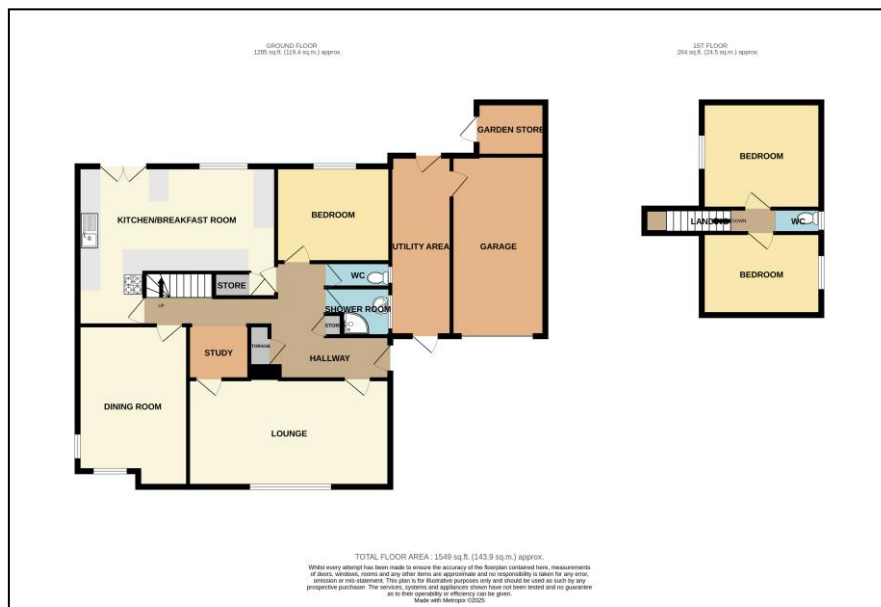 GROUND FLOOR
1285 sq.ft. (119.4 sq.m.) approx.
1ST FLOOR
264 sq.ft. (24.5 sq.m.) approx.
GARDEN STORE
KITCHEN/BREAKFAST ROOM
BEDROOM
UTILITY AREA
GARAGE
STORE
WC
UP
SHOWER ROOM
STORE
STUDY
STORAGE
HALLWAY
DINING ROOM
LOUNGE
BEDROOM
LANDING
DOWN
WC
BEDROOM
TOTAL FLOOR AREA : 1549 sq.ft. (143.9 sq.m.) approx.
Whilst every attempt has been made to ensure the accuracy of the floorplan contained here, measurements
of doors, windows, rooms and any other items are approximate and no responsibility is taken for any error,
omission or mis-statement. This plan is for illustrative purposes only and should be used as such by any
prospective purchaser. The services, systems and appliances shown have not been tested and no guarantee
as to their operability or efficiency can be given.
Made with Metropix ©2025